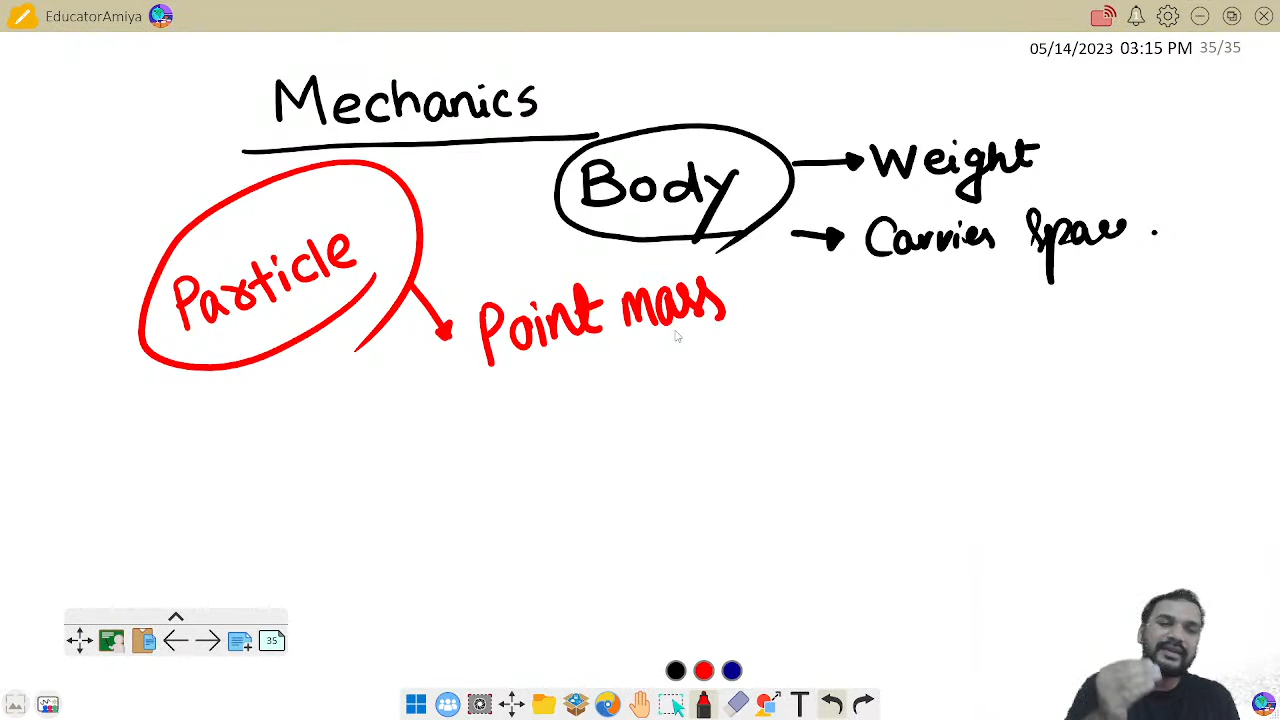 EducatorAmiya
05/14/2023 03:15 PM 35/35
Mechanics
Body
Weight
Carries Space.
Particle
Point mass
35
T